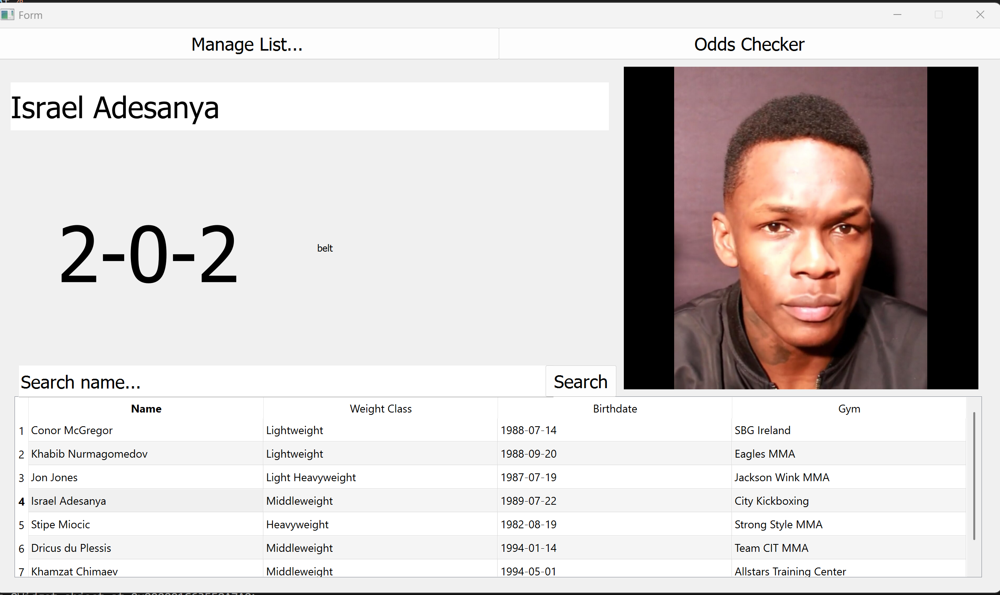 Form
Manage List... Odds Checker
Israel Adesanya
2-0-2
belt
Search name... Search
Name Weight Class Birthdate Gym
1 Conor McGregor Lightweight 1988-07-14 SBG Ireland
2 Khabib Nurmagomedov Lightweight 1988-09-20 Eagles MMA
3 Jon Jones Light Heavyweight 1987-07-19 Jackson Wink MMA
4 Israel Adesanya Middleweight 1989-07-22 City Kickboxing
5 Stipe Miocic Heavyweight 1982-08-19 Strong Style MMA
6 Dricus du Plessis Middleweight 1994-01-14 Team CIT MMA
7 Khamzat Chimaev Middleweight 1994-05-01 Allstars Training Center